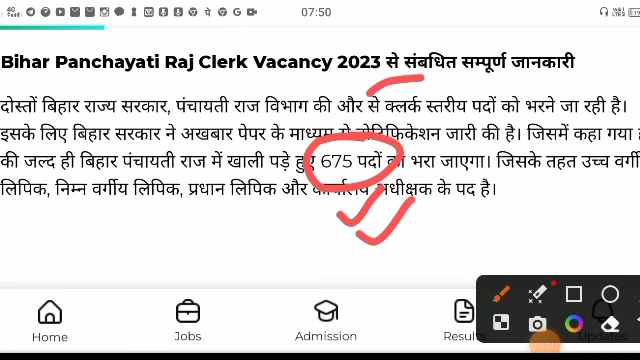 4G 07:50
Bihar Panchayati Raj Clerk Vacancy 2023 से संबधित सम्पूर्ण जानकारी
दोस्तों बिहार राज्य सरकार, पंचायती राज विभाग की और से क्लर्क स्तरीय पदों को भरने जा रही है।
इसके लिए बिहार सरकार ने अखबार पेपर के माध्यम से नोटिफिकेशन जारी की है। जिसमें कहा गया
की जल्द ही बिहार पंचायती राज में खाली पड़े हुए 675 पदों को भरा जाएगा। जिसके तहत उच्च वर्गी
लिपिक, निम्न वर्गीय लिपिक, प्रधान लिपिक और कार्यालय अधीक्षक के पद है।
Home Jobs Admission Results Updates